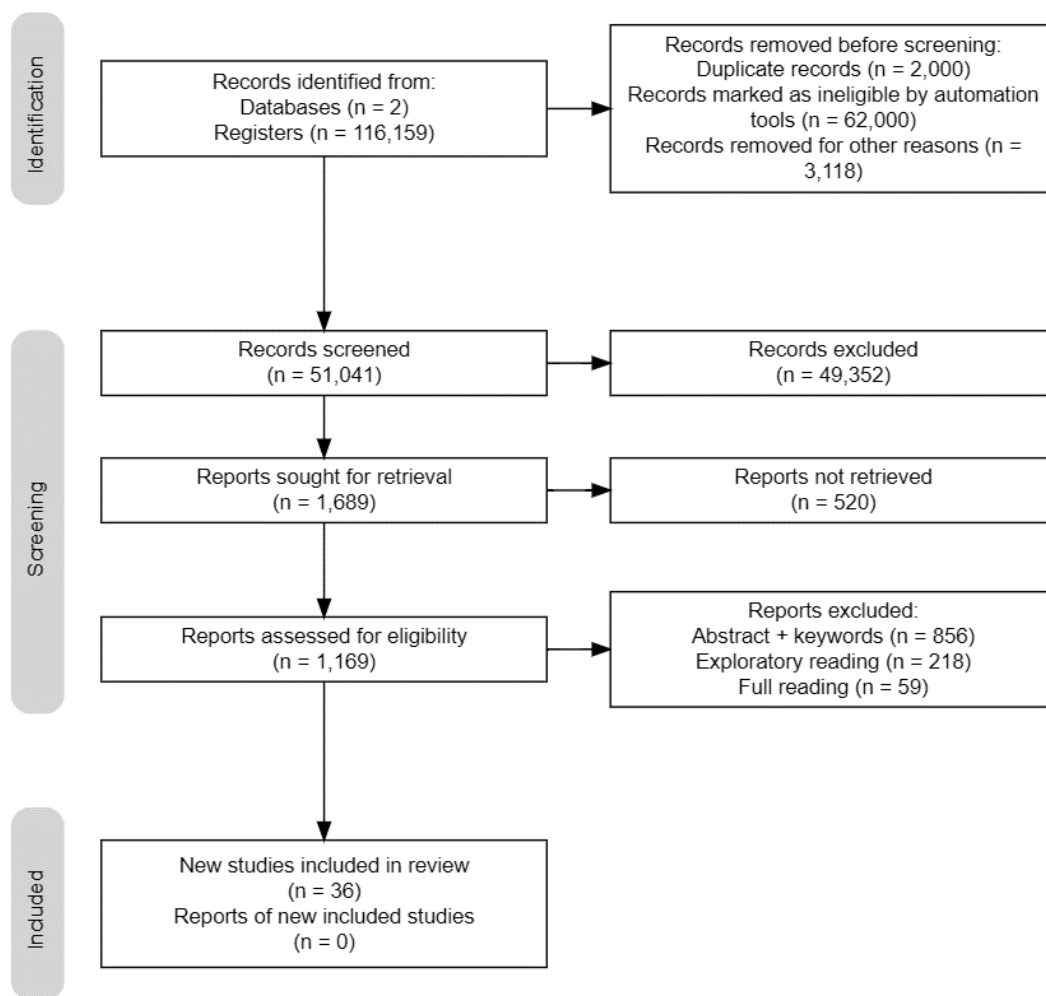 Identification
Records identified from:
Databases (n = 2)
Registers (n = 116,159)
Records removed before screening:
Duplicate records (n = 2,000)
Records marked as ineligible by automation
tools (n = 62,000)
Records removed for other reasons (n =
3,118)
Screening
Records screened
(n = 51,041)
Records excluded
(n = 49,352)
Reports sought for retrieval
(n = 1,689)
Reports not retrieved
(n = 520)
Reports assessed for eligibility
(n = 1,169)
Reports excluded:
Abstract + keywords (n = 856)
Exploratory reading (n = 218)
Full reading (n = 59)
Included
New studies included in review
(n = 36)
Reports of new included studies
(n = 0)